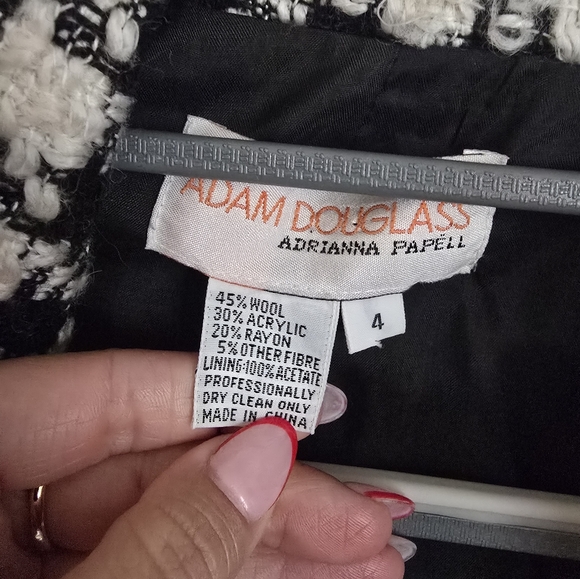 ADAM DOUGLASS
ADRIANNA PAPELL
4
45% WOOL
30% ACRYLIC
20% RAYON
5% OTHER FIBRE
LINING:100% ACETATE
PROFESSIONALLY
DRY CLEAN ONLY
MADE IN CHINA